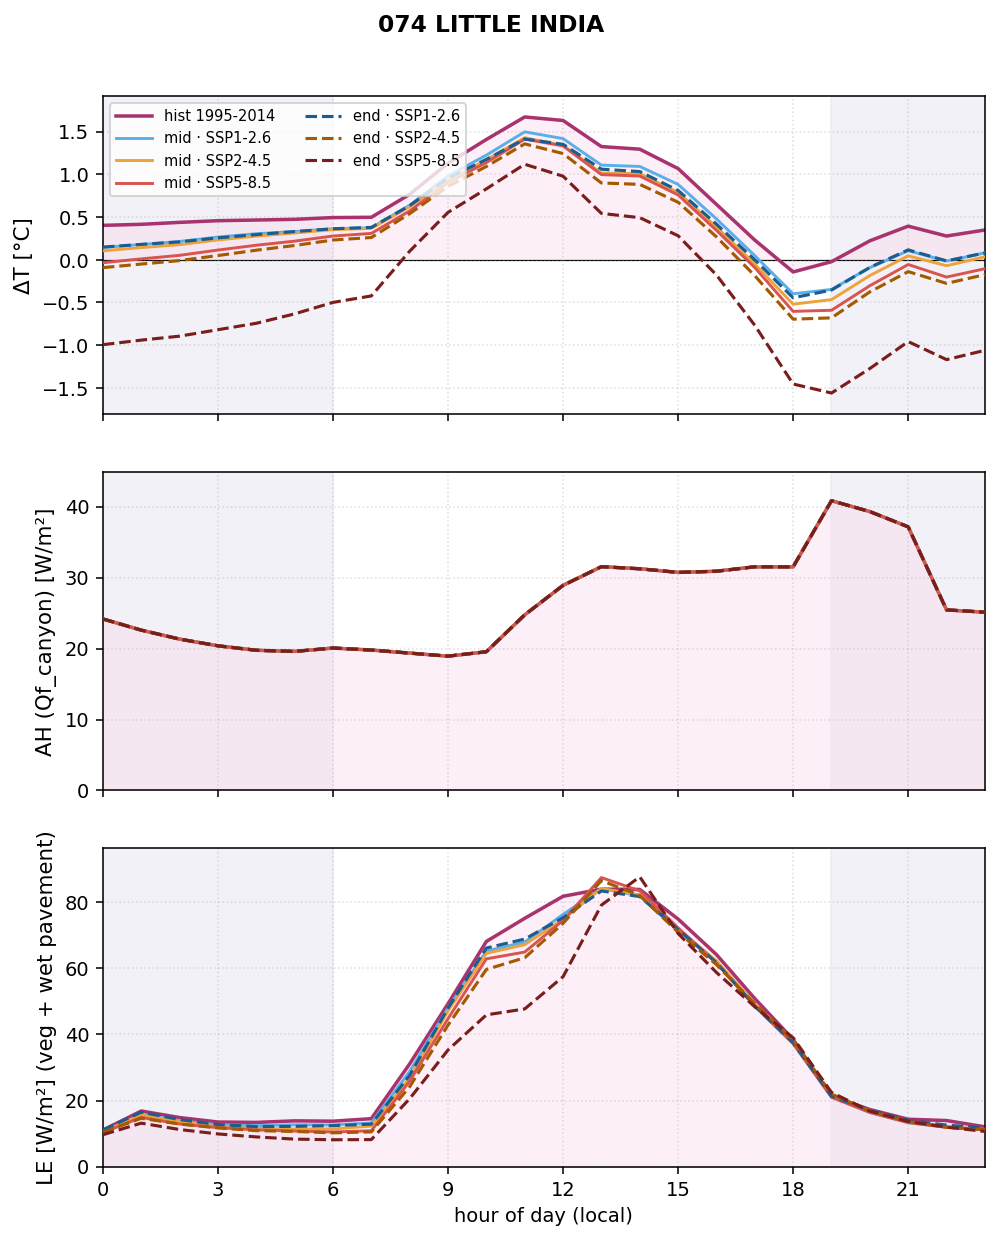 074 LITTLE INDIA
ΔT [°C]
1.5
1.0
0.5
0.0
−0.5
−1.0
−1.5
hist 1995-2014
mid · SSP1-2.6
mid · SSP2-4.5
mid · SSP5-8.5
end · SSP1-2.6
end · SSP2-4.5
end · SSP5-8.5
AH (Qf_canyon) [W/m²]
40
30
20
10
0
LE [W/m²] (veg + wet pavement)
80
60
40
20
0
0 3 6 9 12 15 18 21
hour of day (local)